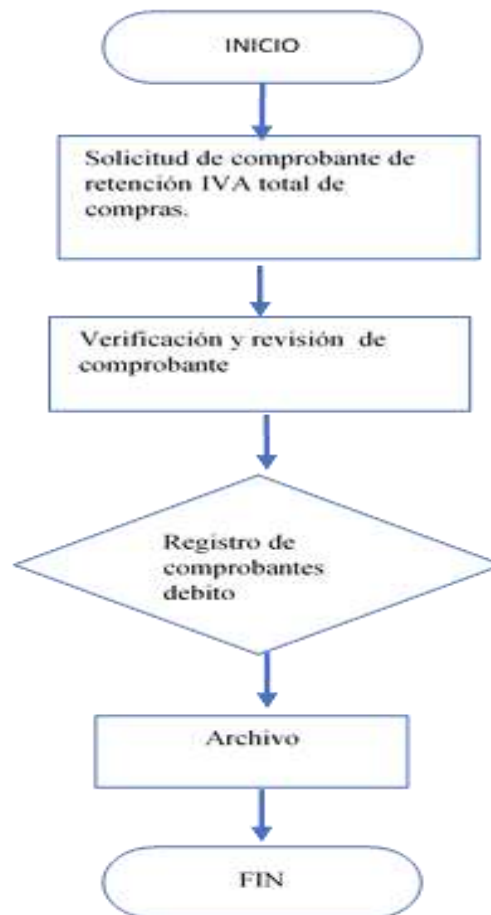 INICIO
Solicitud de comprobante de
retención IVA total de
compras.
Verificación y revisión de
comprobante
Registro de
comprobantes
debito
Archivo
FIN